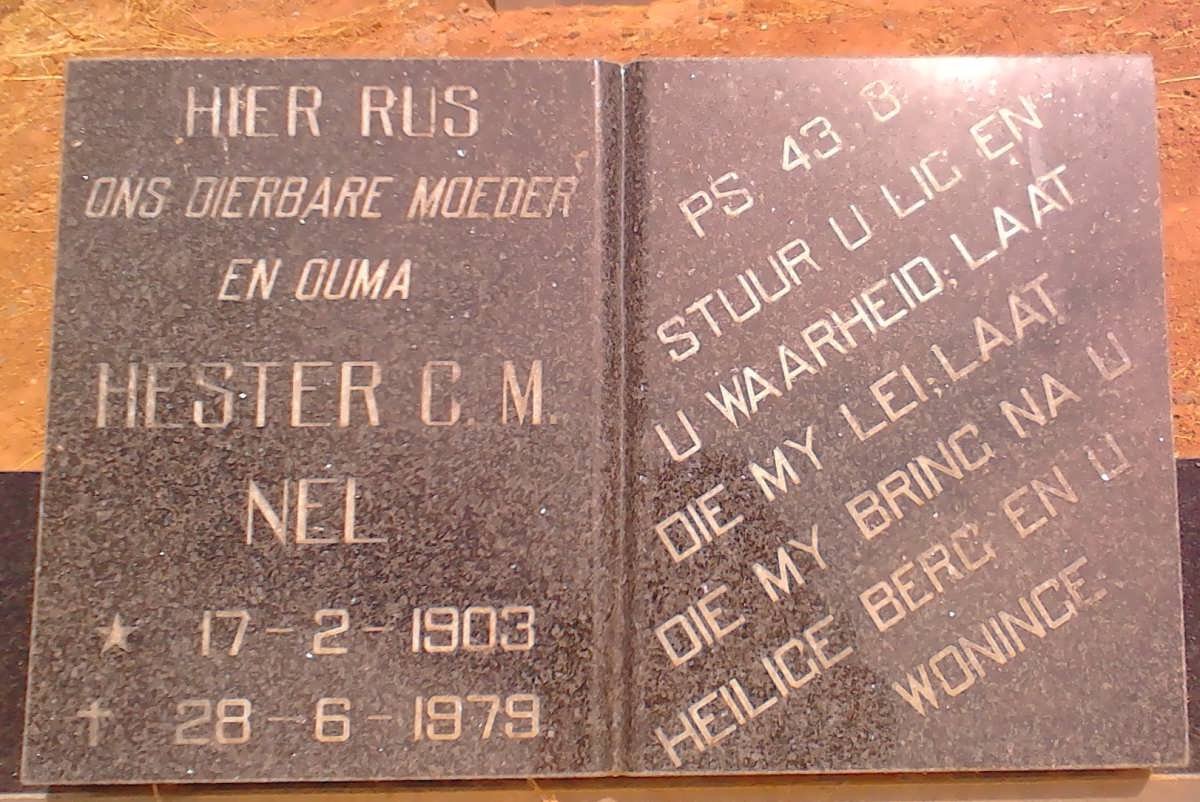 HIER RUS
ONS DIERBARE MOEDER
EN OUMA
HESTER C. M.
NEL
★ 17 - 2 - 1903
✝ 28 - 6 - 1979
PS 43 3
STUUR U LIG EN
U WAARHEID; LAAT
DIE MY LEI; LAAT
DIE MY BRING NA U
HEILIGE BERG EN U
WONINGE